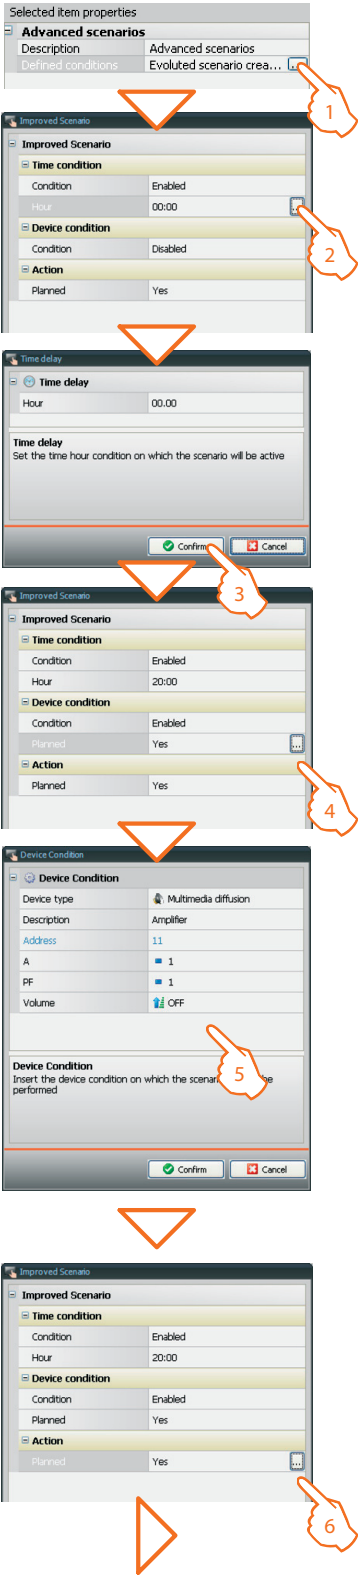 Selected item properties
Advanced scenarios
Description Advanced scenarios
Defined conditions Evoluted scenario crea... ...
1
Improved Scenario
Improved Scenario
Time condition
Condition Enabled
Hour 00:00 ...
2
Device condition
Condition Disabled
Action
Planned Yes
Time delay
Time delay
Hour 00.00
Time delay
Set the time hour condition on which the scenario will be active
Confirm Cancel
3
Improved Scenario
Improved Scenario
Time condition
Condition Enabled
Hour 20:00
Device condition
Condition Enabled
Planned Yes ...
Action
Planned Yes
4
Device Condition
Device Condition
Device type Multimedia diffusion
Description Amplifier
Address 11
A 1
PF 1
Volume OFF
5
Device Condition
Insert the device condition on which the be
performed
Confirm Cancel
Improved Scenario
Improved Scenario
Time condition
Condition Enabled
Hour 20:00
Device condition
Condition Enabled
Planned Yes
Action
Planned Yes ...
6